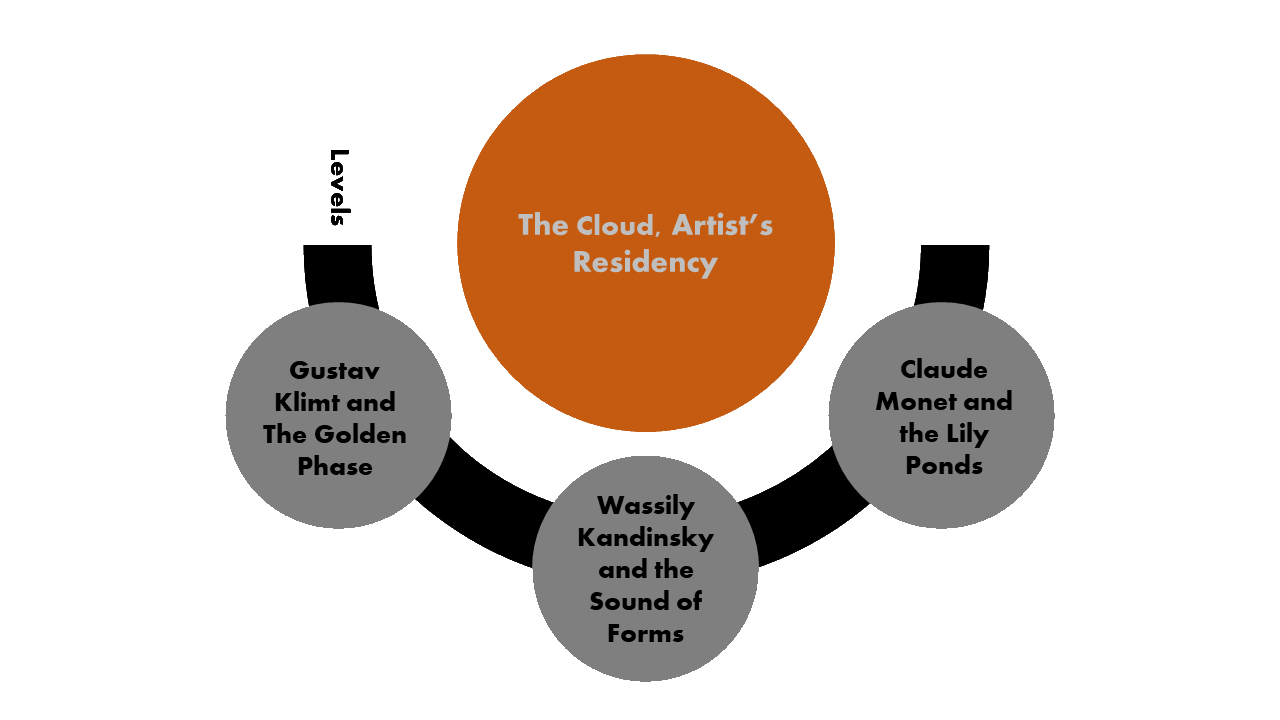 Levels
The Cloud, Artist’s
Residency
Gustav
Klimt and
The Golden
Phase
Wassily
Kandinsky
and the
Sound of
Forms
Claude
Monet and
the Lily
Ponds